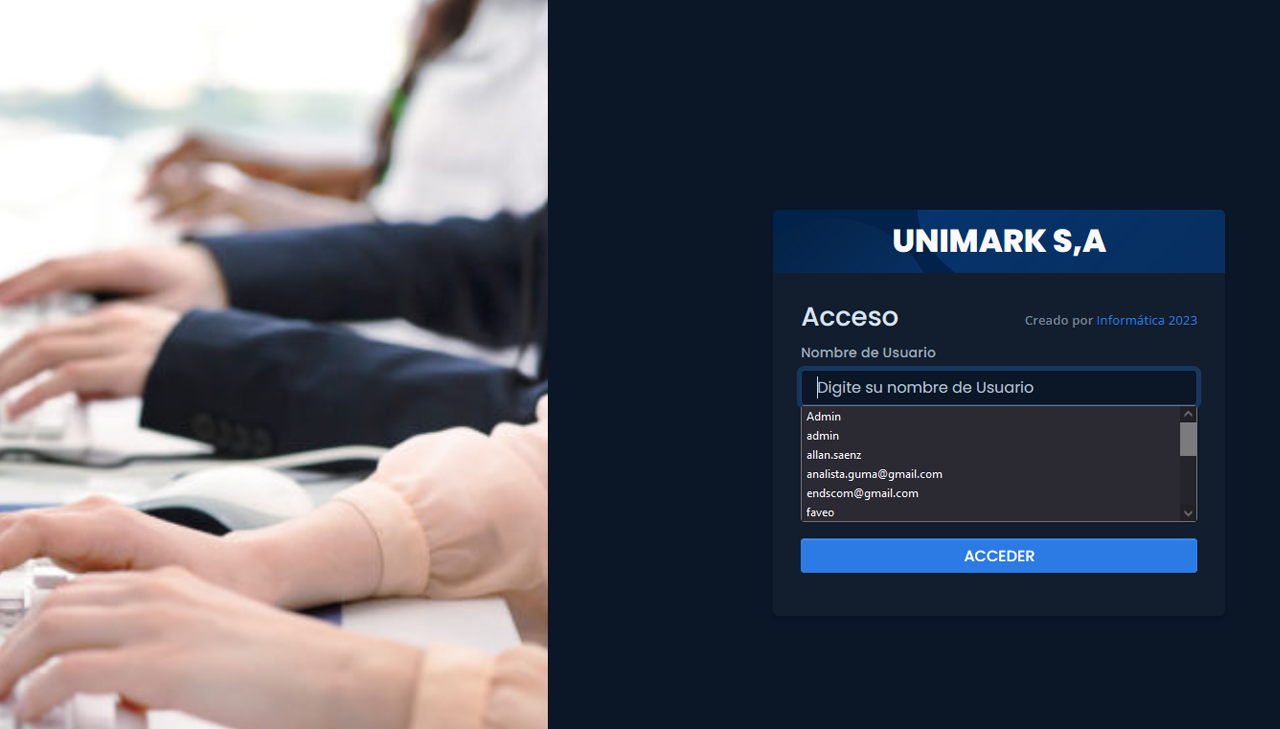 UNIMARK S,A
Acceso
Creado por Informática 2023
Nombre de Usuario
Digite su nombre de Usuario
Admin
admin
allan.saenz
analista.guma@gmail.com
endscom@gmail.com
faveo
ACCEDER